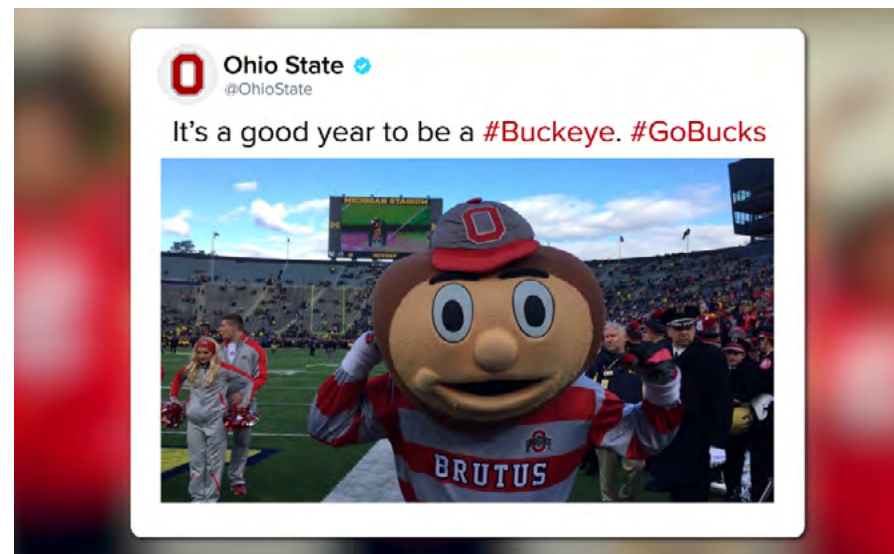 Ohio State
@OhioState
It's a good year to be a #Buckeye. #GoBucks
MICHIGAN STADIUM
BRUTUS